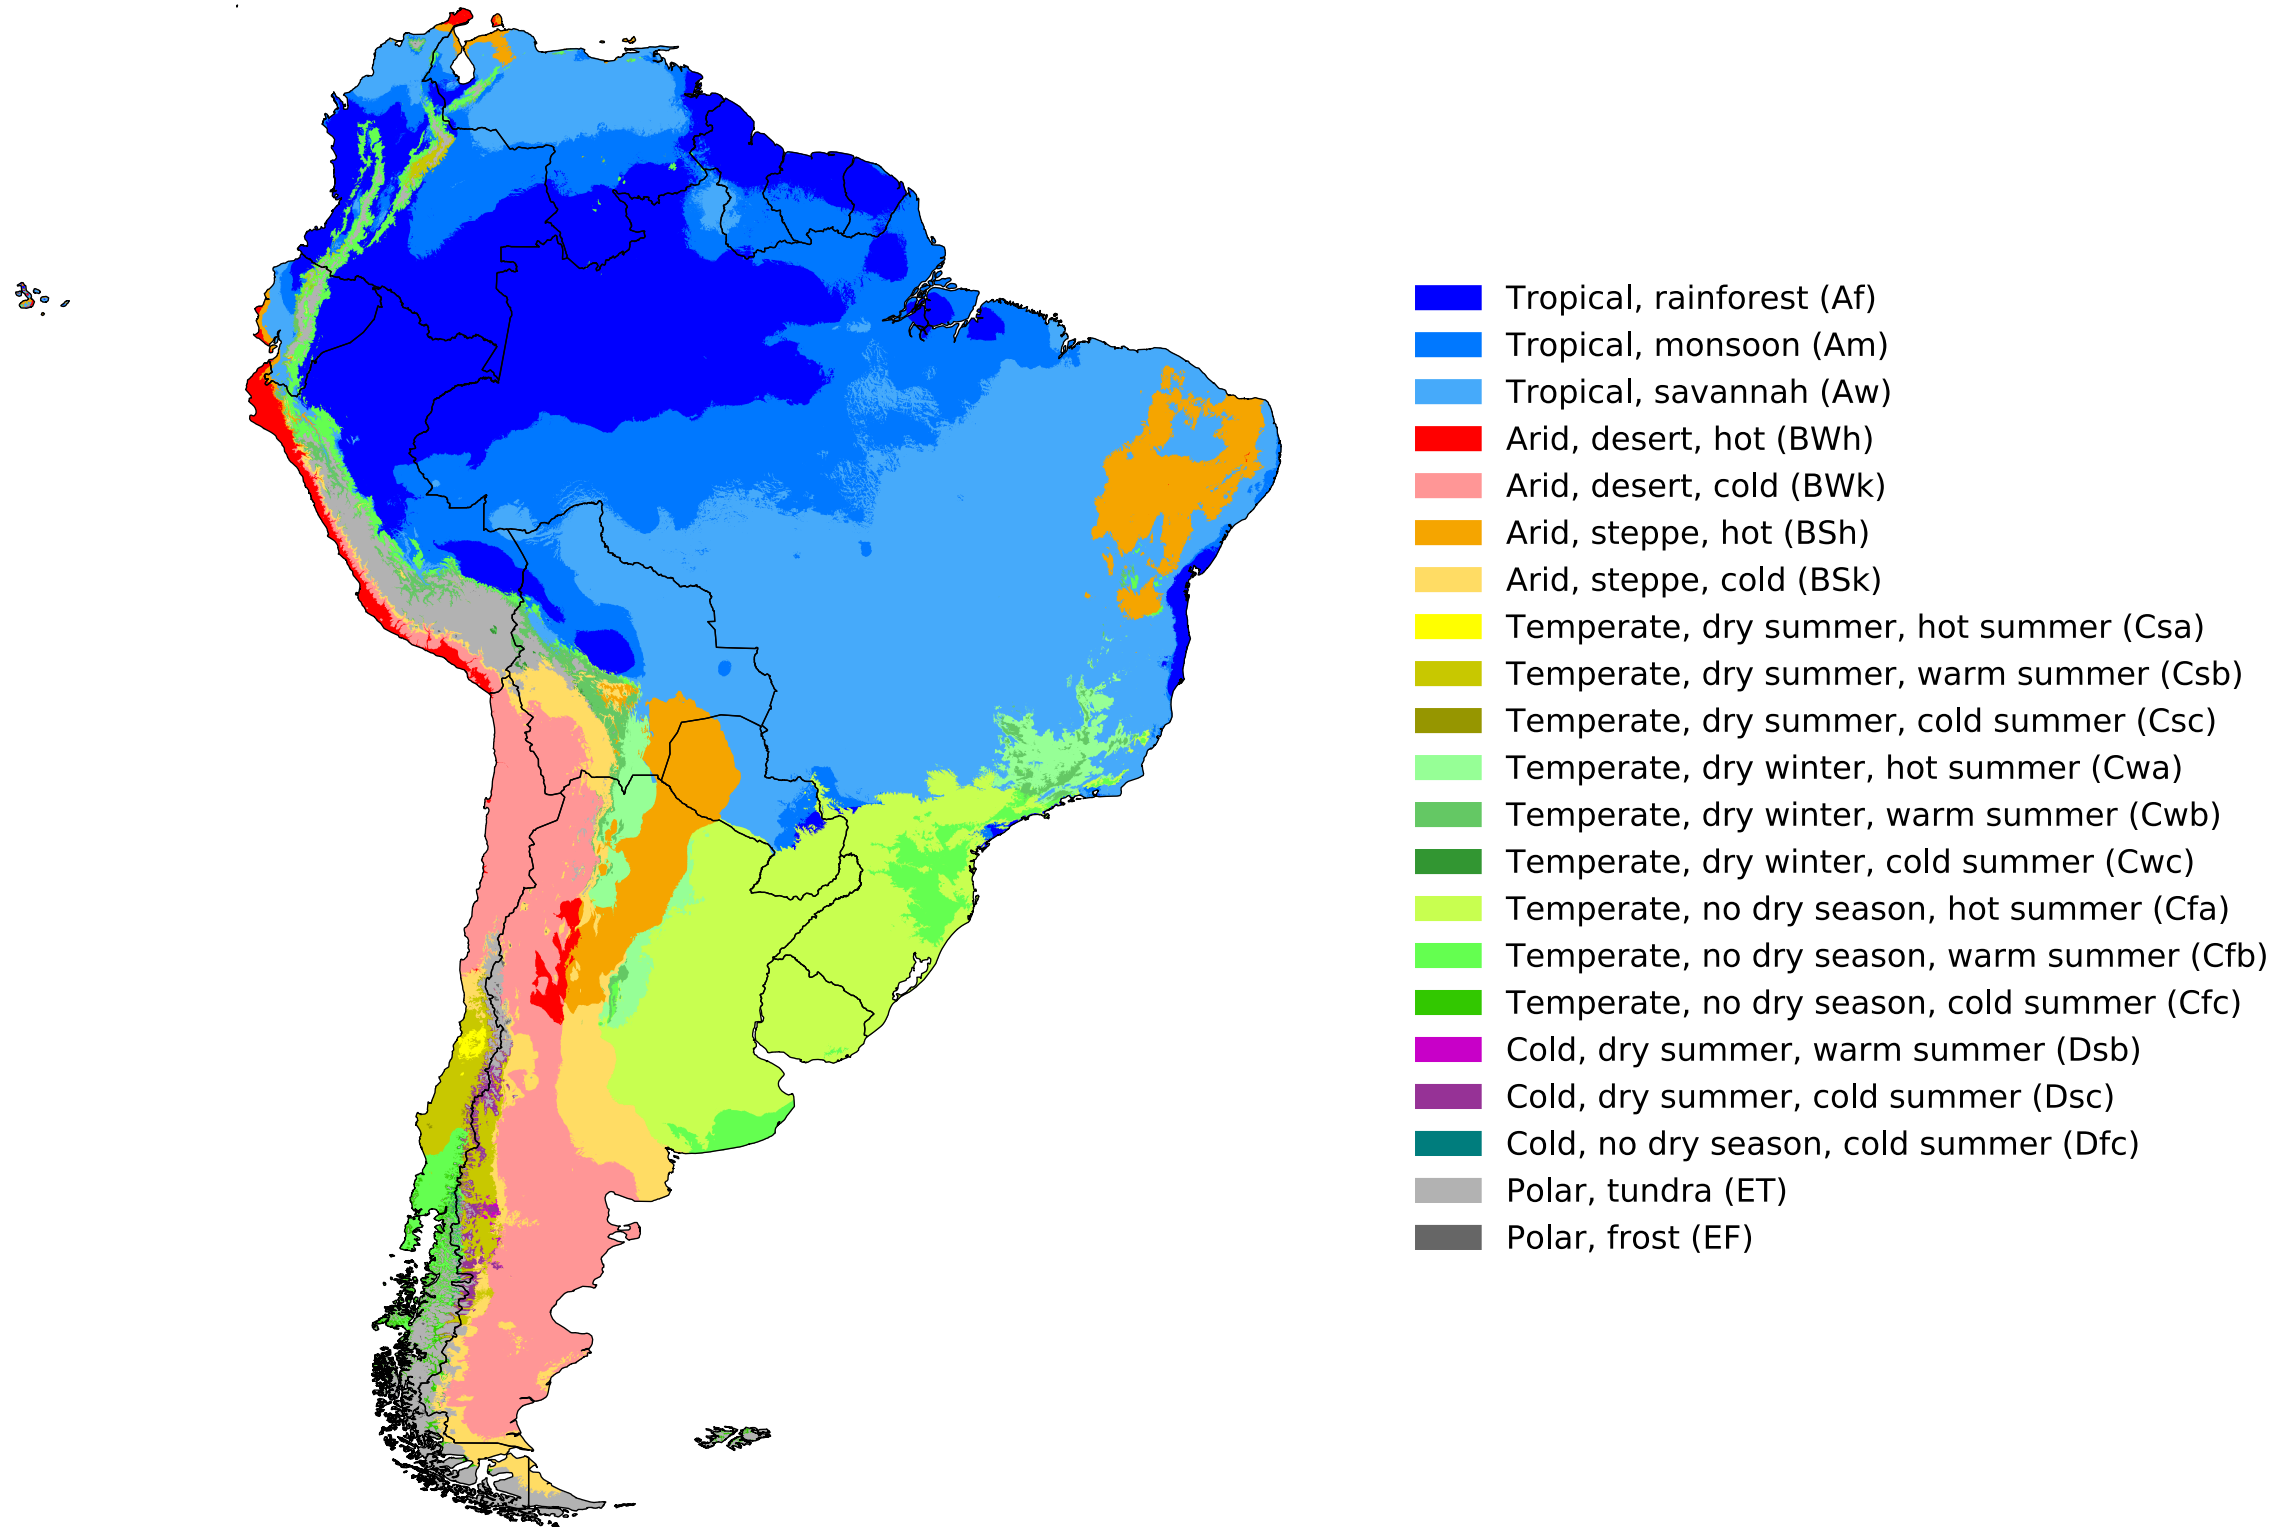 Tropical, rainforest (Af)
Tropical, monsoon (Am)
Tropical, savannah (Aw)
Arid, desert, hot (BWh)
Arid, desert, cold (BWk)
Arid, steppe, hot (BSh)
Arid, steppe, cold (BSk)
Temperate, dry summer, hot summer (Csa)
Temperate, dry summer, warm summer (Csb)
Temperate, dry summer, cold summer (Csc)
Temperate, dry winter, hot summer (Cwa)
Temperate, dry winter, warm summer (Cwb)
Temperate, dry winter, cold summer (Cwc)
Temperate, no dry season, hot summer (Cfa)
Temperate, no dry season, warm summer (Cfb)
Temperate, no dry season, cold summer (Cfc)
Cold, dry summer, warm summer (Dsb)
Cold, dry summer, cold summer (Dsc)
Cold, no dry season, cold summer (Dfc)
Polar, tundra (ET)
Polar, frost (EF)